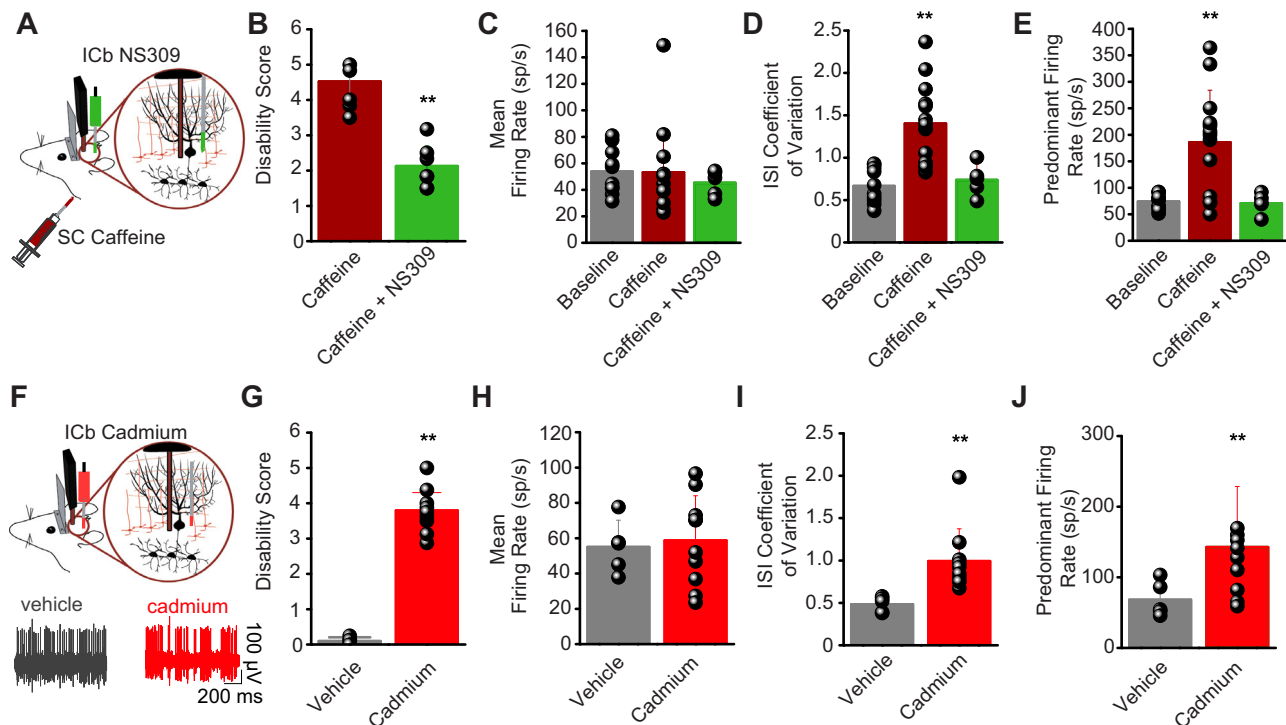 A
ICb NS309
SC Caffeine
B
Disability Score
6
5
4
3
2
1
0
**
Caffeine
Caffeine + NS309
C
Mean
Firing Rate (sp/s)
160
140
120
100
80
60
40
20
0
Baseline
Caffeine
Caffeine + NS309
D
ISI Coefficient
of Variation
2.5
2.0
1.5
1.0
0.5
0
**
Baseline
Caffeine
Caffeine + NS309
E
Predominant Firing
Rate (sp/s)
400
350
300
250
200
150
100
50
0
**
Baseline
Caffeine
Caffeine + NS309
F
ICb Cadmium
vehicle
cadmium
100 μV
200 ms
G
Disability Score
6
5
4
3
2
1
0
**
Vehicle
Cadmium
H
Mean
Firing Rate (sp/s)
120
100
80
60
40
20
0
Vehicle
Cadmium
I
ISI Coefficient
of Variation
2.5
2.0
1.5
1.0
0.5
0
**
Vehicle
Cadmium
J
Predominant Firing
Rate (sp/s)
300
200
100
0
**
Vehicle
Cadmium